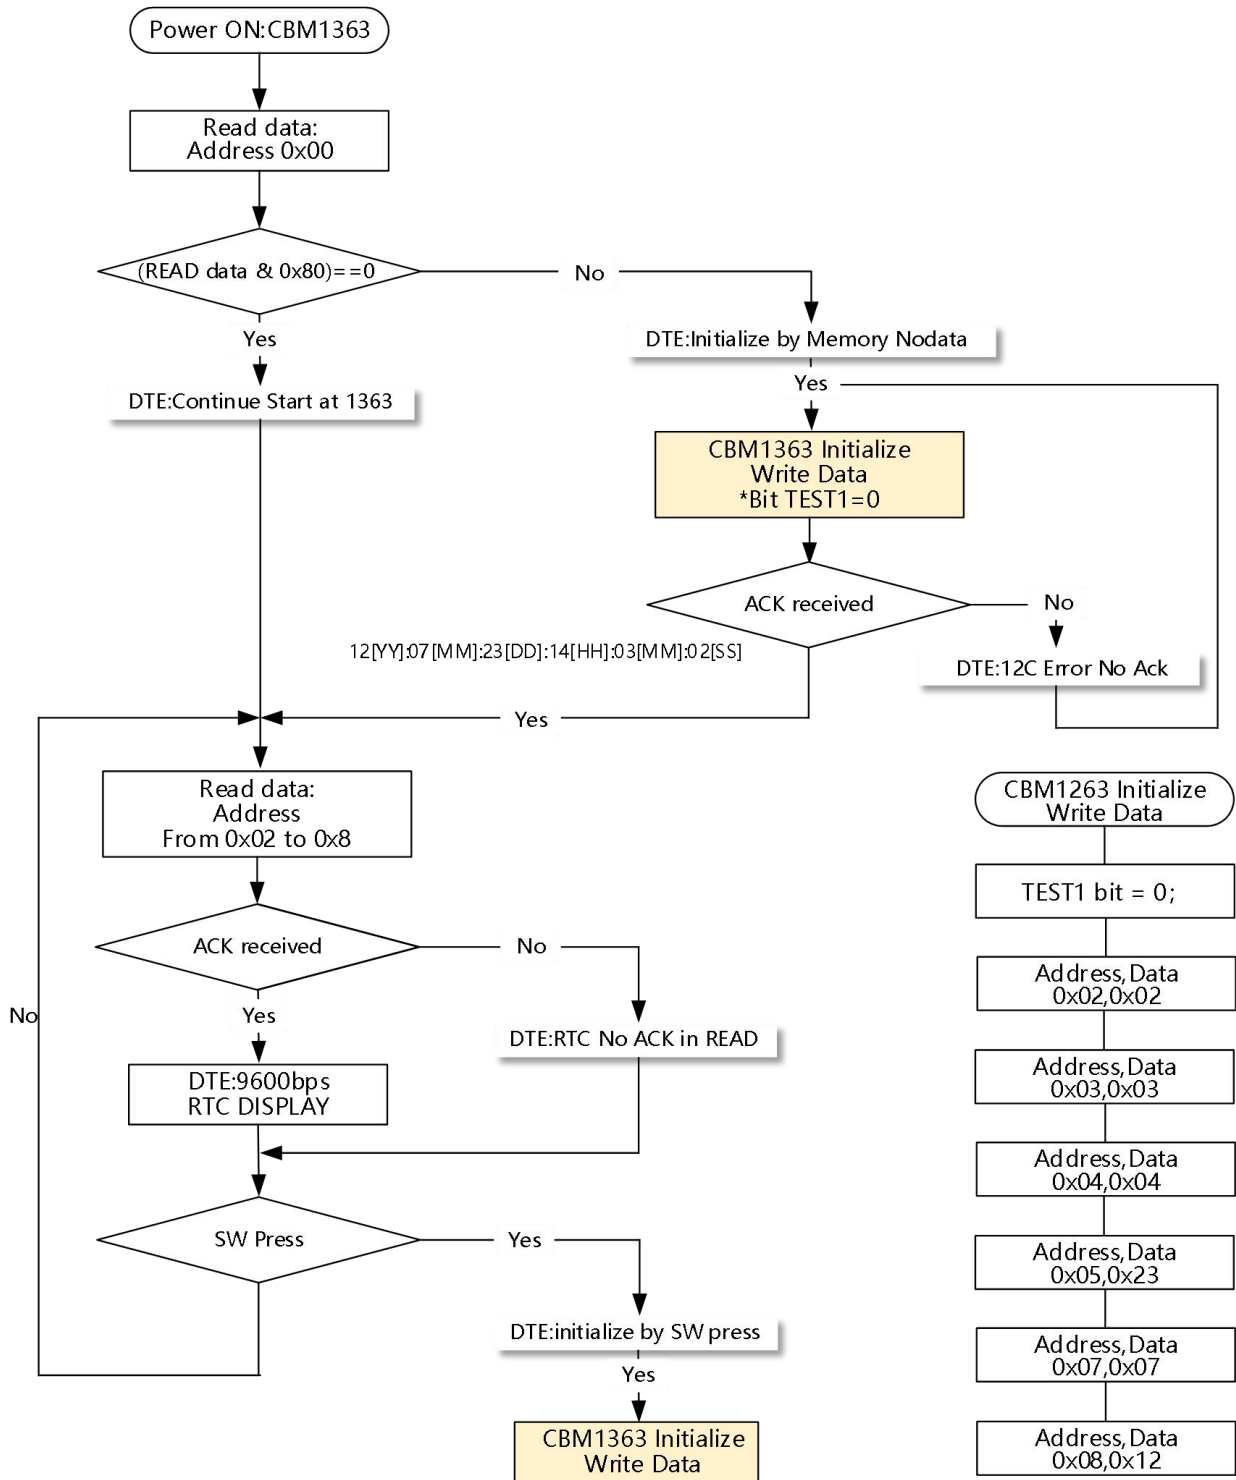 Power ON:CBM1363
Read data:
Address 0x00
(READ data & 0x80)==0
No
Yes
DTE:Initialize by Memory Nodata
Yes
DTE:Continue Start at 1363
CBM1363 Initialize
Write Data
*Bit TEST1=0
ACK received
No
12[YY]:07[MM]:23[DD]:14[HH]:03[MM]:02[SS]
DTE:12C Error No Ack
Yes
Read data:
Address
From 0x02 to 0x8
ACK received
No
No
Yes
DTE:RTC No ACK in READ
DTE:9600bps
RTC DISPLAY
SW Press
Yes
DTE:initialize by SW press
Yes
CBM1363 Initialize
Write Data
CBM1263 Initialize
Write Data
TEST1 bit = 0;
Address,Data
0x02,0x02
Address,Data
0x03,0x03
Address,Data
0x04,0x04
Address,Data
0x05,0x23
Address,Data
0x07,0x07
Address,Data
0x08,0x12